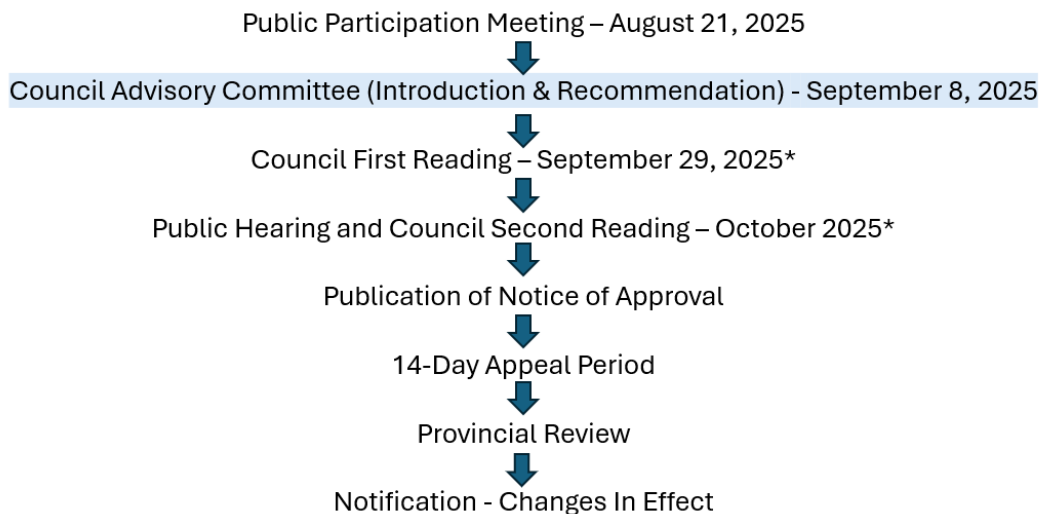 Public Participation Meeting – August 21, 2025
Council Advisory Committee (Introduction & Recommendation) - September 8, 2025
Council First Reading – September 29, 2025*
Public Hearing and Council Second Reading – October 2025*
Publication of Notice of Approval
14-Day Appeal Period
Provincial Review
Notification - Changes In Effect